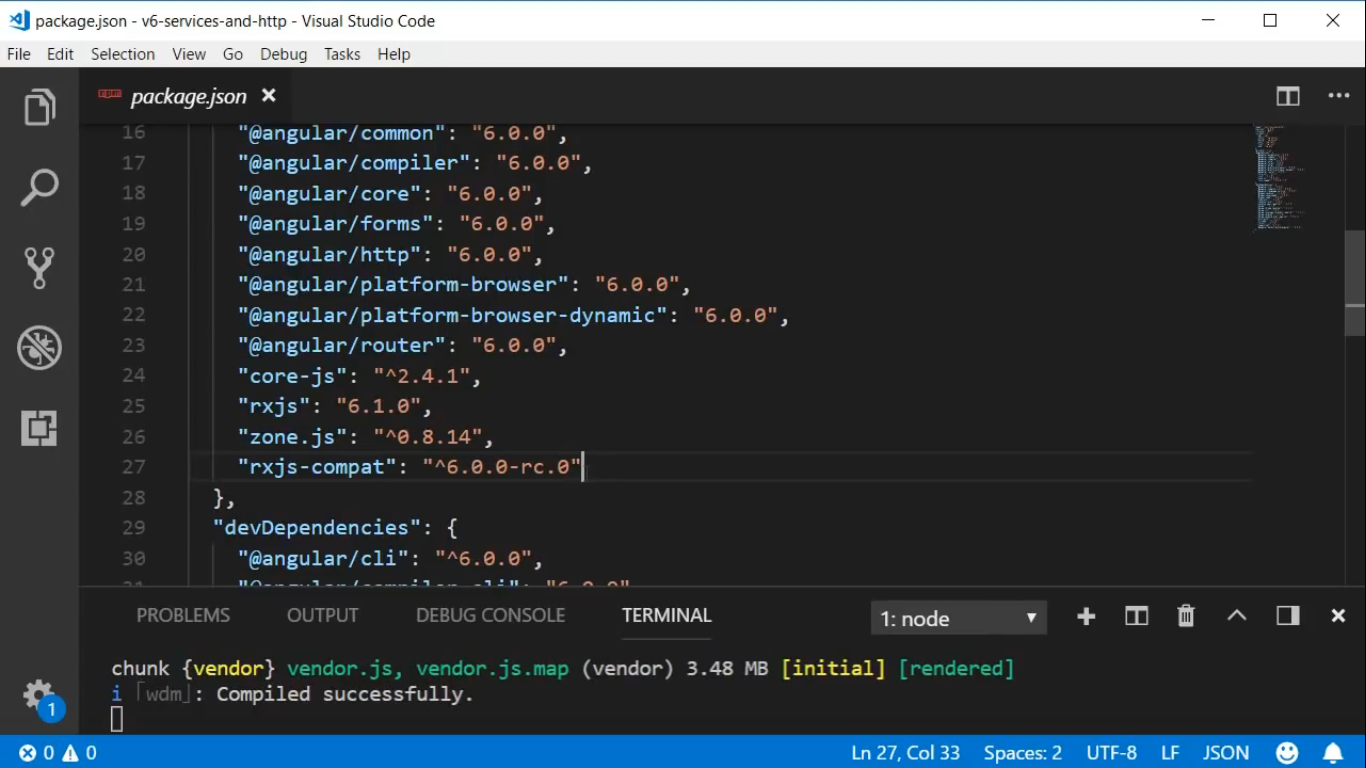 package.json - v6-services-and-http - Visual Studio Code
File Edit Selection View Go Debug Tasks Help
npm package.json
16 "@angular/common": "6.0.0",
17 "@angular/compiler": "6.0.0",
18 "@angular/core": "6.0.0",
19 "@angular/forms": "6.0.0",
20 "@angular/http": "6.0.0",
21 "@angular/platform-browser": "6.0.0",
22 "@angular/platform-browser-dynamic": "6.0.0",
23 "@angular/router": "6.0.0",
24 "core-js": "^2.4.1",
25 "rxjs": "6.1.0",
26 "zone.js": "^0.8.14",
27 "rxjs-compat": "^6.0.0-rc.0"
28 },
29 "devDependencies": {
30 "@angular/cli": "^6.0.0",
31 "@angular/compiler-cli": "6.0.0"
PROBLEMS OUTPUT DEBUG CONSOLE TERMINAL 1: node
chunk {vendor} vendor.js, vendor.js.map (vendor) 3.48 MB [initial] [rendered]
i ｢wdm｣: Compiled successfully.
1
0 0 Ln 27, Col 33 Spaces: 2 UTF-8 LF JSON